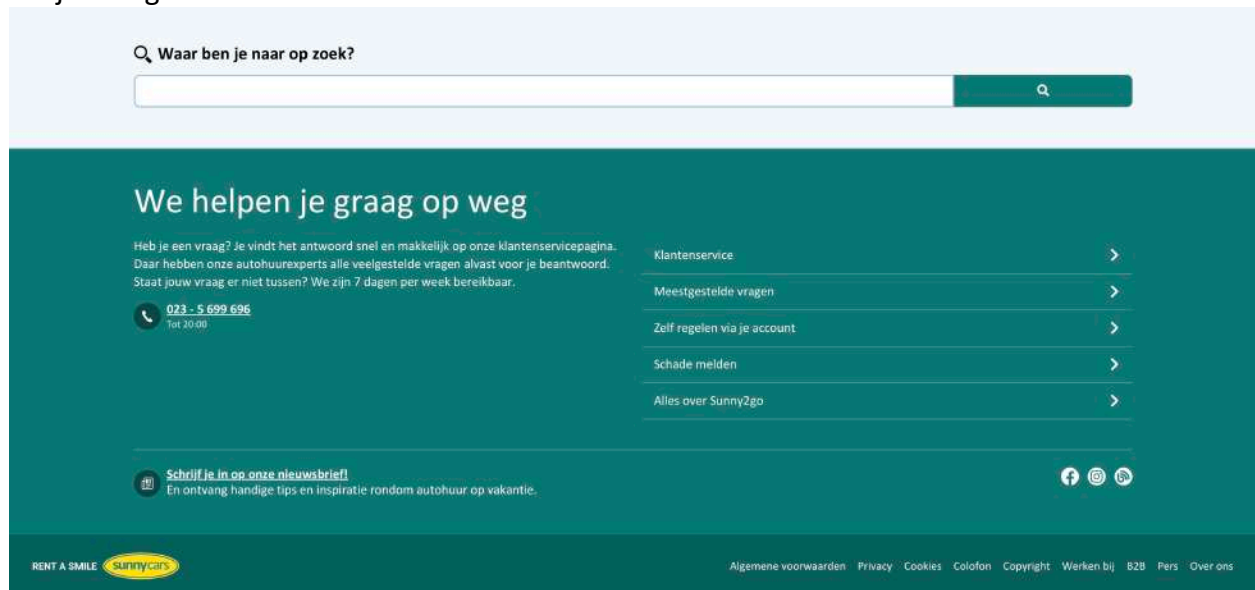 Waar ben je naar op zoek?
We helpen je graag op weg
Heb je een vraag? Je vindt het antwoord snel en makkelijk op onze klantenservicepagina.
Daar hebben onze autohuurexperts alle veelgestelde vragen alvast voor je beantwoord.
Staat jouw vraag er niet tussen? We zijn 7 dagen per week bereikbaar.
023 - 5 699 696
Tot 20:00
Klantenservice
Meestgestelde vragen
Zelf regelen via je account
Schade melden
Alles over Sunny2go
Schrijf je in op onze nieuwsbrief!
En ontvang handige tips en inspiratie rondom autohuur op vakantie.
RENT A SMILE sunnycars
Algemene voorwaarden Privacy Cookies Colofon Copyright Werken bij B2B Pers Over ons